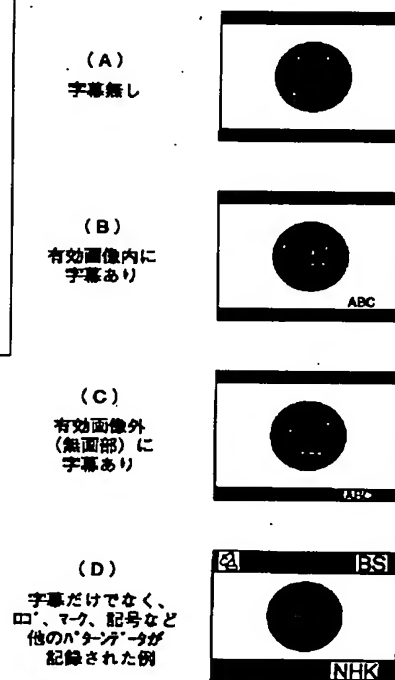 (A)
字幕無し
(B)
有効画像内に
字幕あり
ABC
(C)
有効画像外
(無画部)に
字幕あり
(D)
BS
字幕だけでなく、
ロゴ、マーク、記号など
他のパターンデータが
記録された例
NHK